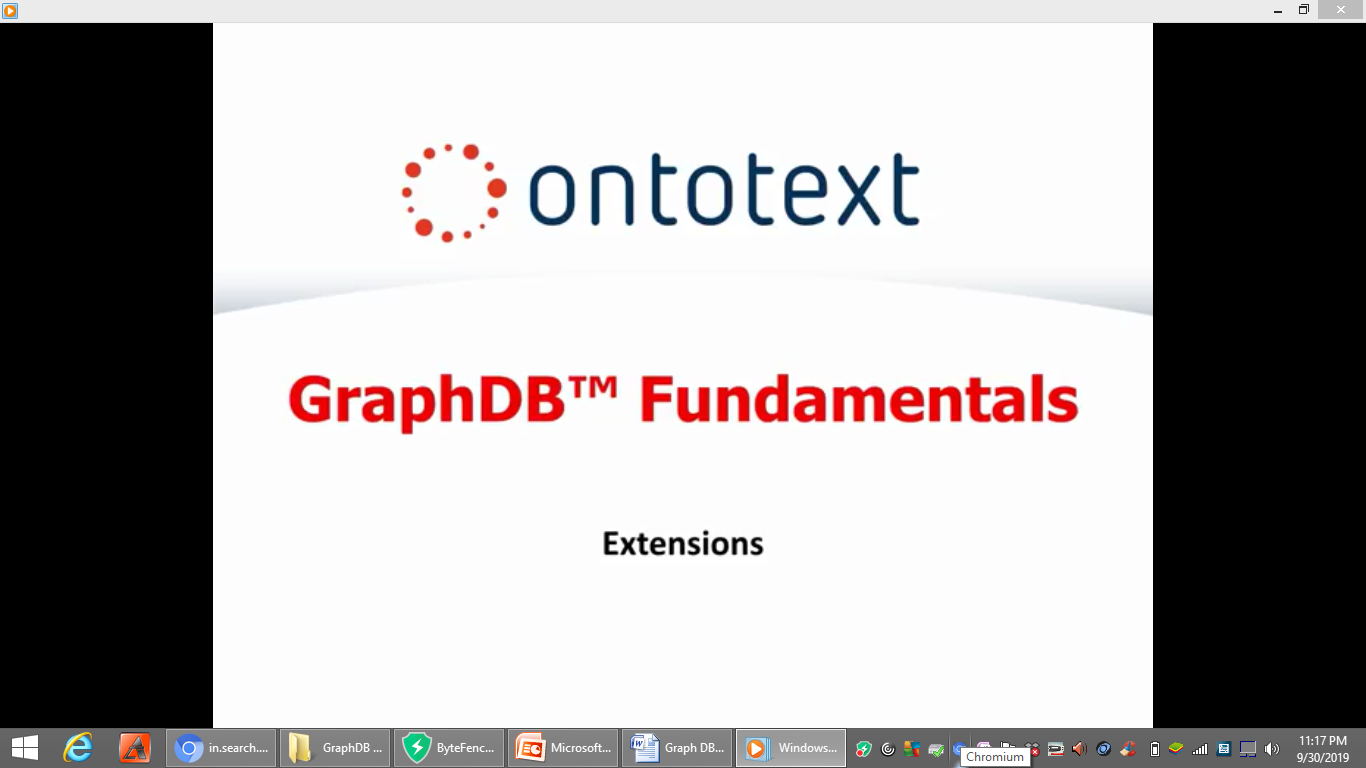 ontotext
GraphDB™ Fundamentals
Extensions
in.search....
GraphDB ...
ByteFenc...
Microsoft...
Graph DB...
Windows...
Chromium
11:17 PM
9/30/2019